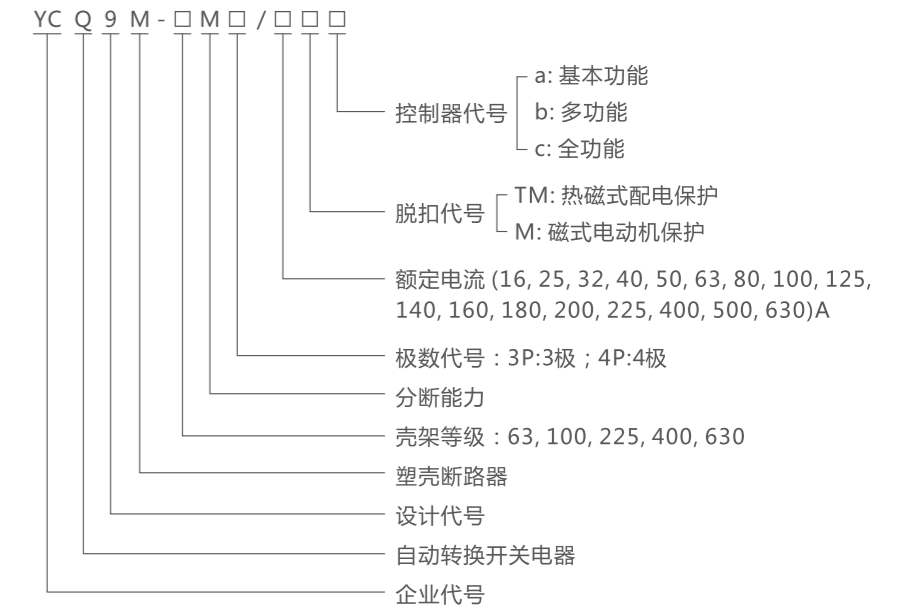 YC Q 9 M - □ M □ / □ □ □
控制器代号
a: 基本功能
b: 多功能
c: 全功能
脱扣代号
TM: 热磁式配电保护
M: 磁式电动机保护
额定电流 (16, 25, 32, 40, 50, 63, 80, 100, 125,
140, 160, 180, 200, 225, 400, 500, 630)A
极数代号：3P:3极；4P:4极
分断能力
壳架等级：63, 100, 225, 400, 630
塑壳断路器
设计代号
自动转换开关电器
企业代号